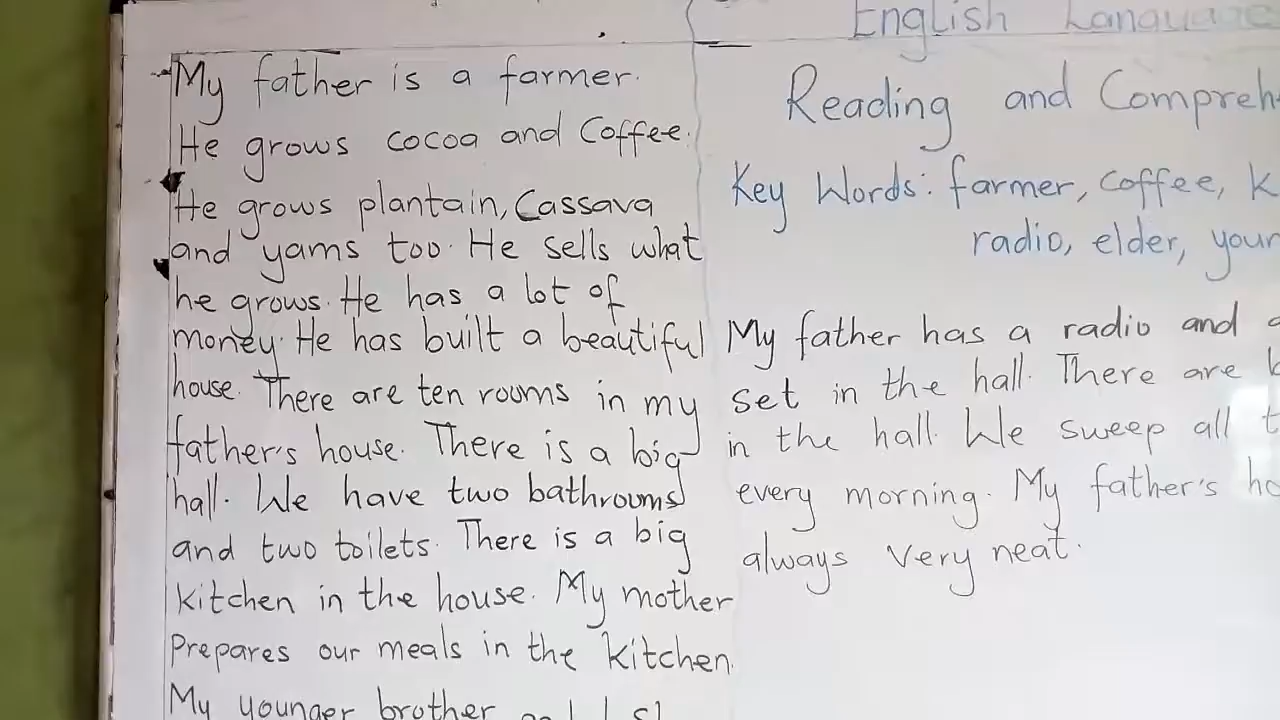 English Language
Reading and
Key Words: farmer, coffee,
radio, elder,
My father is a farmer.
He grows cocoa and Coffee.
He grows plantain, Cassava
and yams too. He sells what
he grows. He has a lot of
money. He has built a beautiful
house. There are ten rooms in my
father's house. There is a big
hall. We have two bathrooms
and two toilets. There is a big
kitchen in the house. My mother
Prepares our meals in the kitchen.
My younger brother
My father has a radio and
set in the hall. There are
in the hall. We sweep all
every morning. My father's
always very neat.